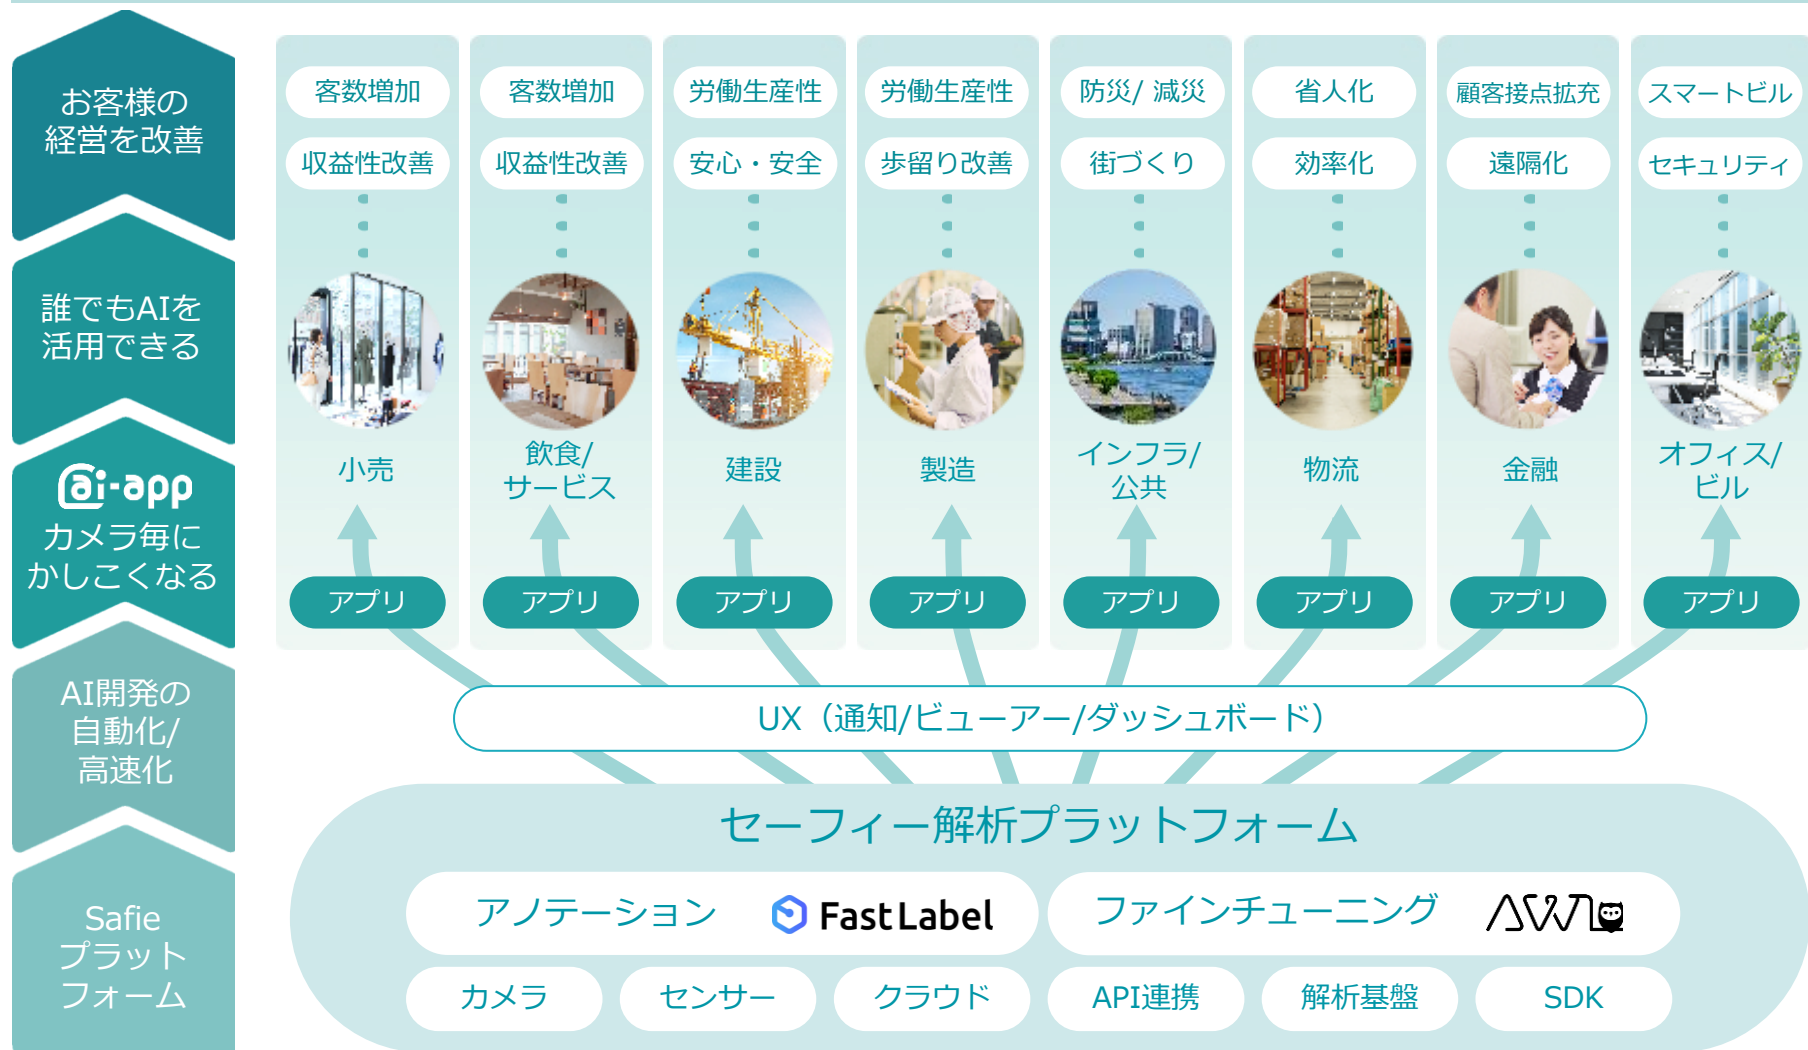 お客様の
経営を改善
誰でもAIを
活用できる
ai-app
カメラ毎に
かしこくなる
AI開発の
自動化/
高速化
Safie
プラット
フォーム
客数増加
収益性改善
小売
アプリ
客数増加
収益性改善
飲食/
サービス
アプリ
労働生産性
安心・安全
建設
アプリ
労働生産性
歩留り改善
製造
アプリ
防災/ 減災
街づくり
インフラ/
公共
アプリ
省人化
効率化
物流
アプリ
顧客接点拡充
遠隔化
金融
アプリ
スマートビル
セキュリティ
オフィス/
ビル
アプリ
UX（通知/ビューアー/ダッシュボード）
セーフィー解析プラットフォーム
アノテーション FastLabel
ファインチューニング AWL
カメラ
センサー
クラウド
API連携
解析基盤
SDK